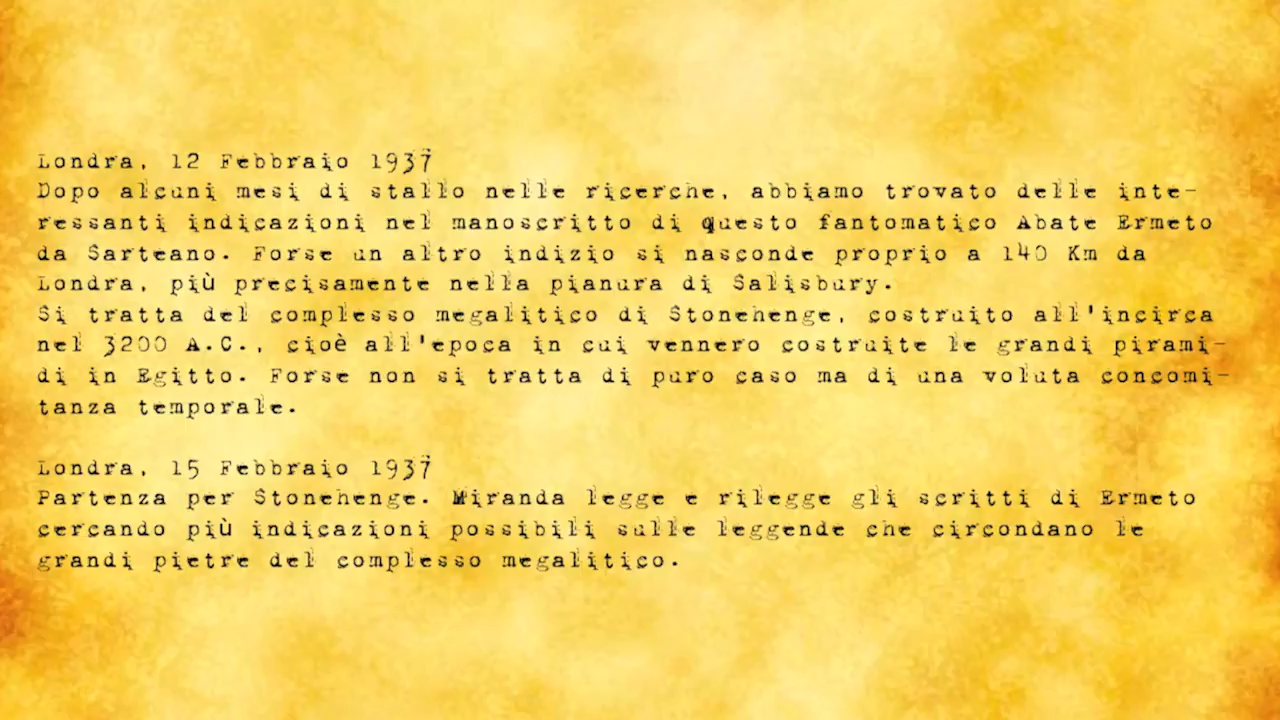 Londra, 12 Febbraio 1937
Dopo alcuni mesi di stallo nelle ricerche, abbiamo trovato delle inte-
ressanti indicazioni nel manoscritto di questo fantomatico Abate Ermeto
da Sarteano. Forse un altro indizio si nasconde proprio a 140 Km da
Londra, più precisamente nella pianura di Salisbury.
Si tratta del complesso megalitico di Stonehenge, costruito all'incirca
nel 3200 A.C., cioè all'epoca in cui vennero costruite le grandi pirami-
di in Egitto. Forse non si tratta di puro caso ma di una voluta concomi-
tanza temporale.
Londra, 15 Febbraio 1937
Partenza per Stonehenge. Miranda legge e rilegge gli scritti di Ermeto
cercando più indicazioni possibili sulle leggende che circondano le
grandi pietre del complesso megalitico.